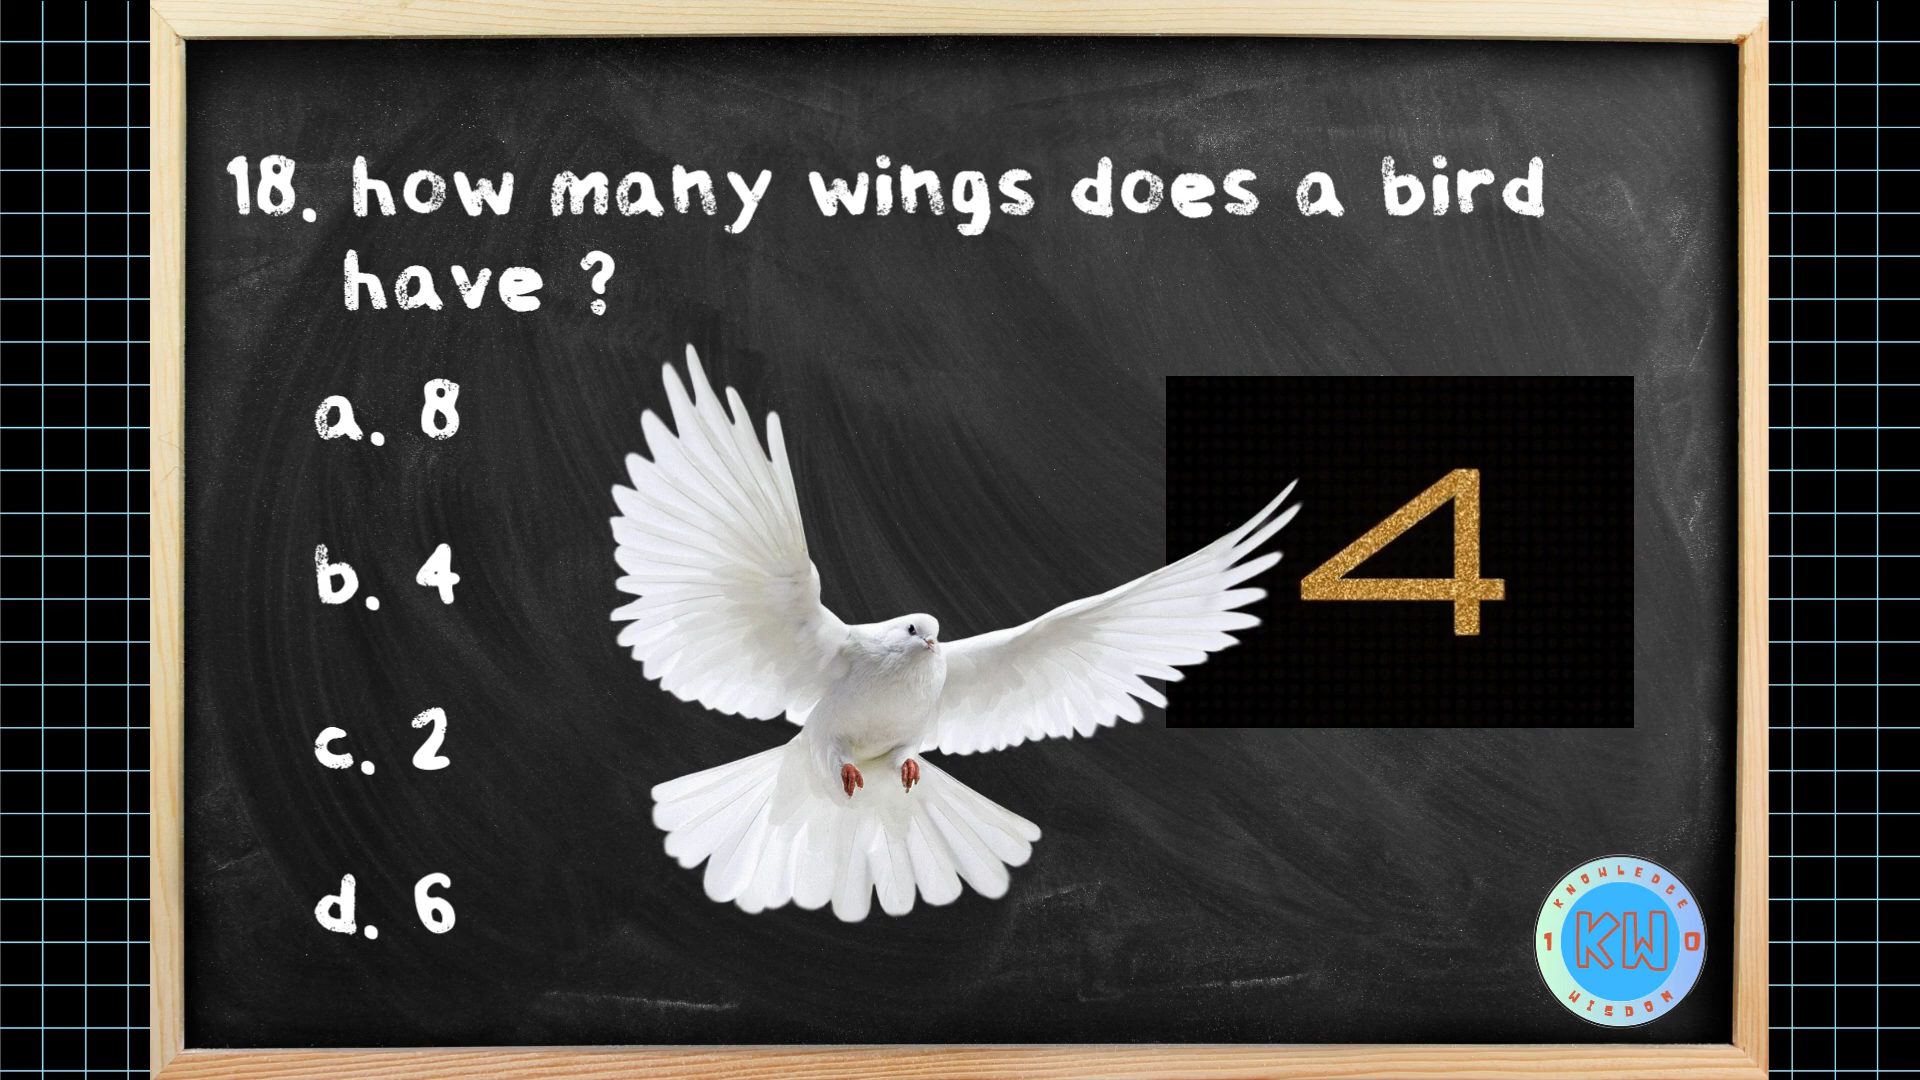 18. how many wings does a bird
have ?
a. 8
b. 4
4
c. 2
d. 6
KNOWLEDGE
1 KW 0
WISDOM